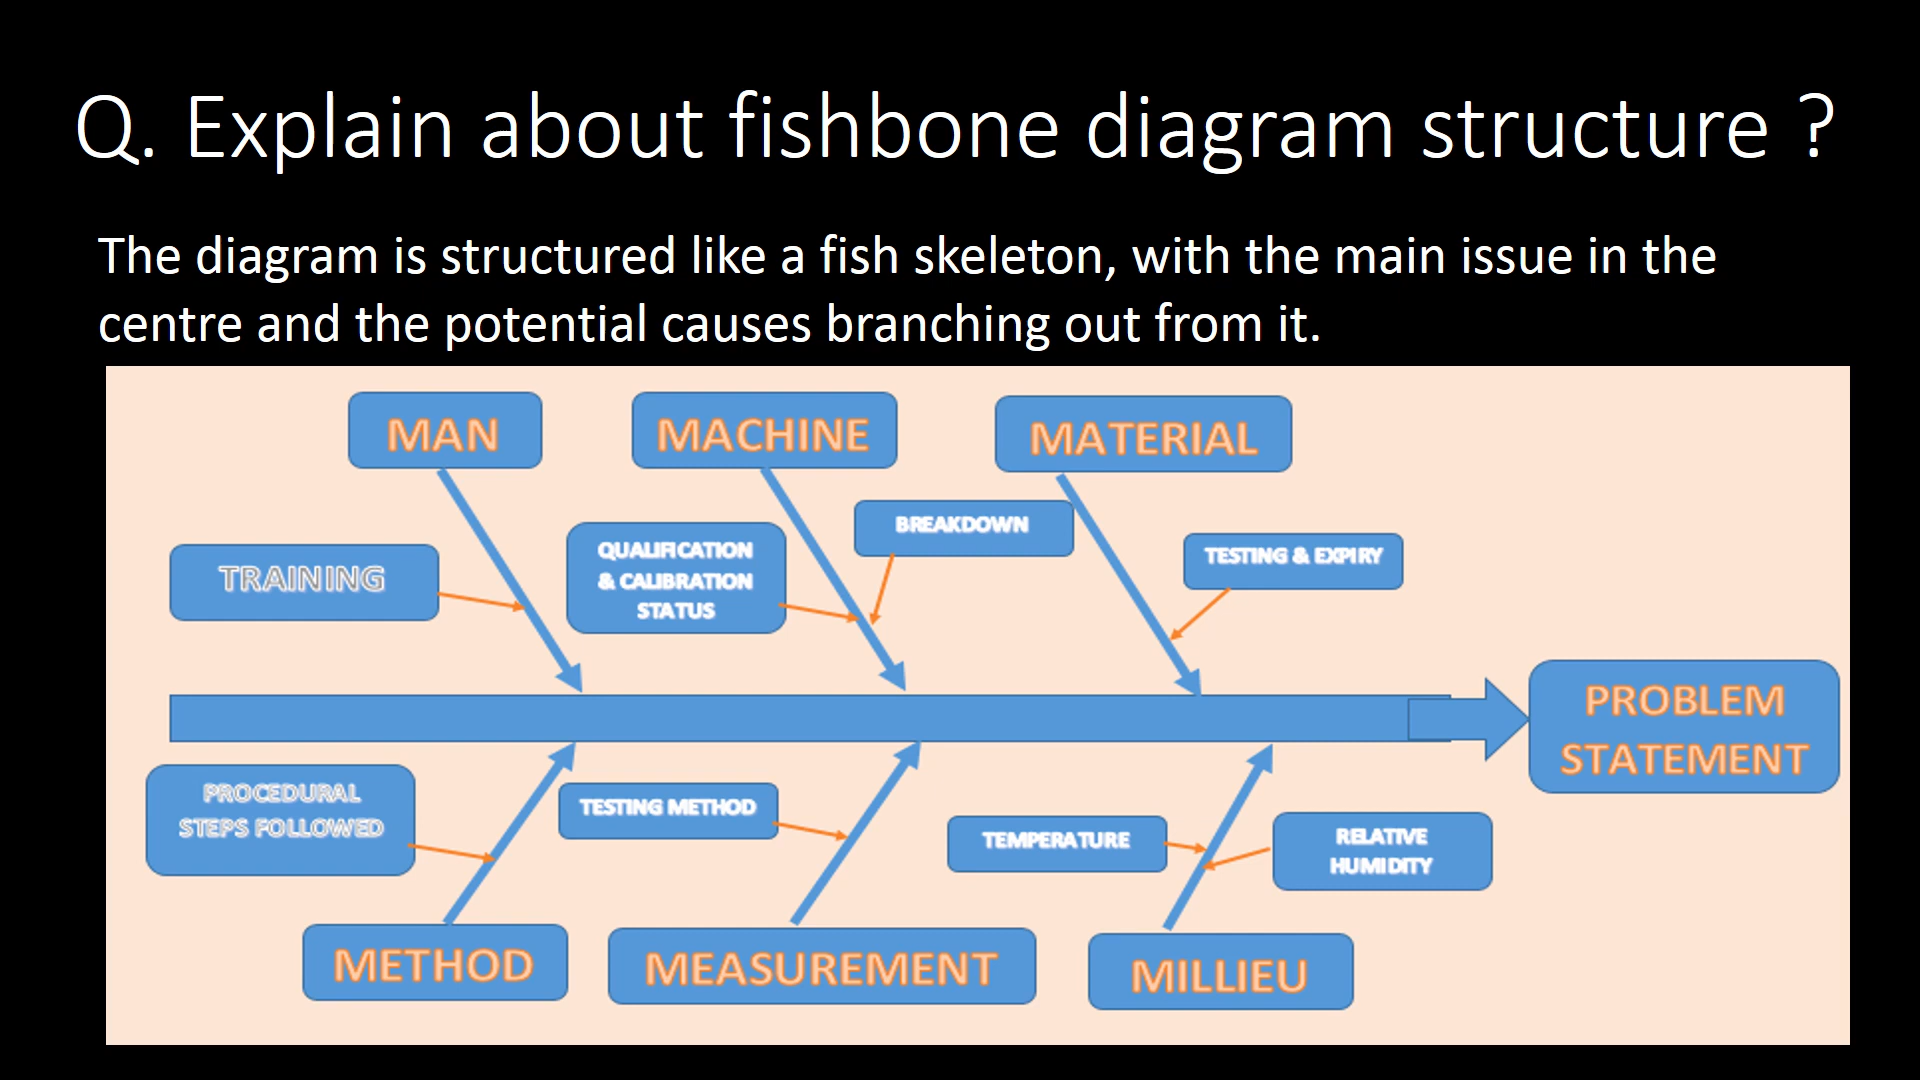 Q. Explain about fishbone diagram structure ?
The diagram is structured like a fish skeleton, with the main issue in the
centre and the potential causes branching out from it.
MAN
MACHINE
MATERIAL
BREAKDOWN
QUALIFICATION
& CALIBRATION
STATUS
TESTING & EXPIRY
TRAINING
PROBLEM
STATEMENT
PROCEDURAL
STEPS FOLLOWED
TESTING METHOD
TEMPERATURE
RELATIVE
HUMIDITY
METHOD
MEASUREMENT
MILLIEU